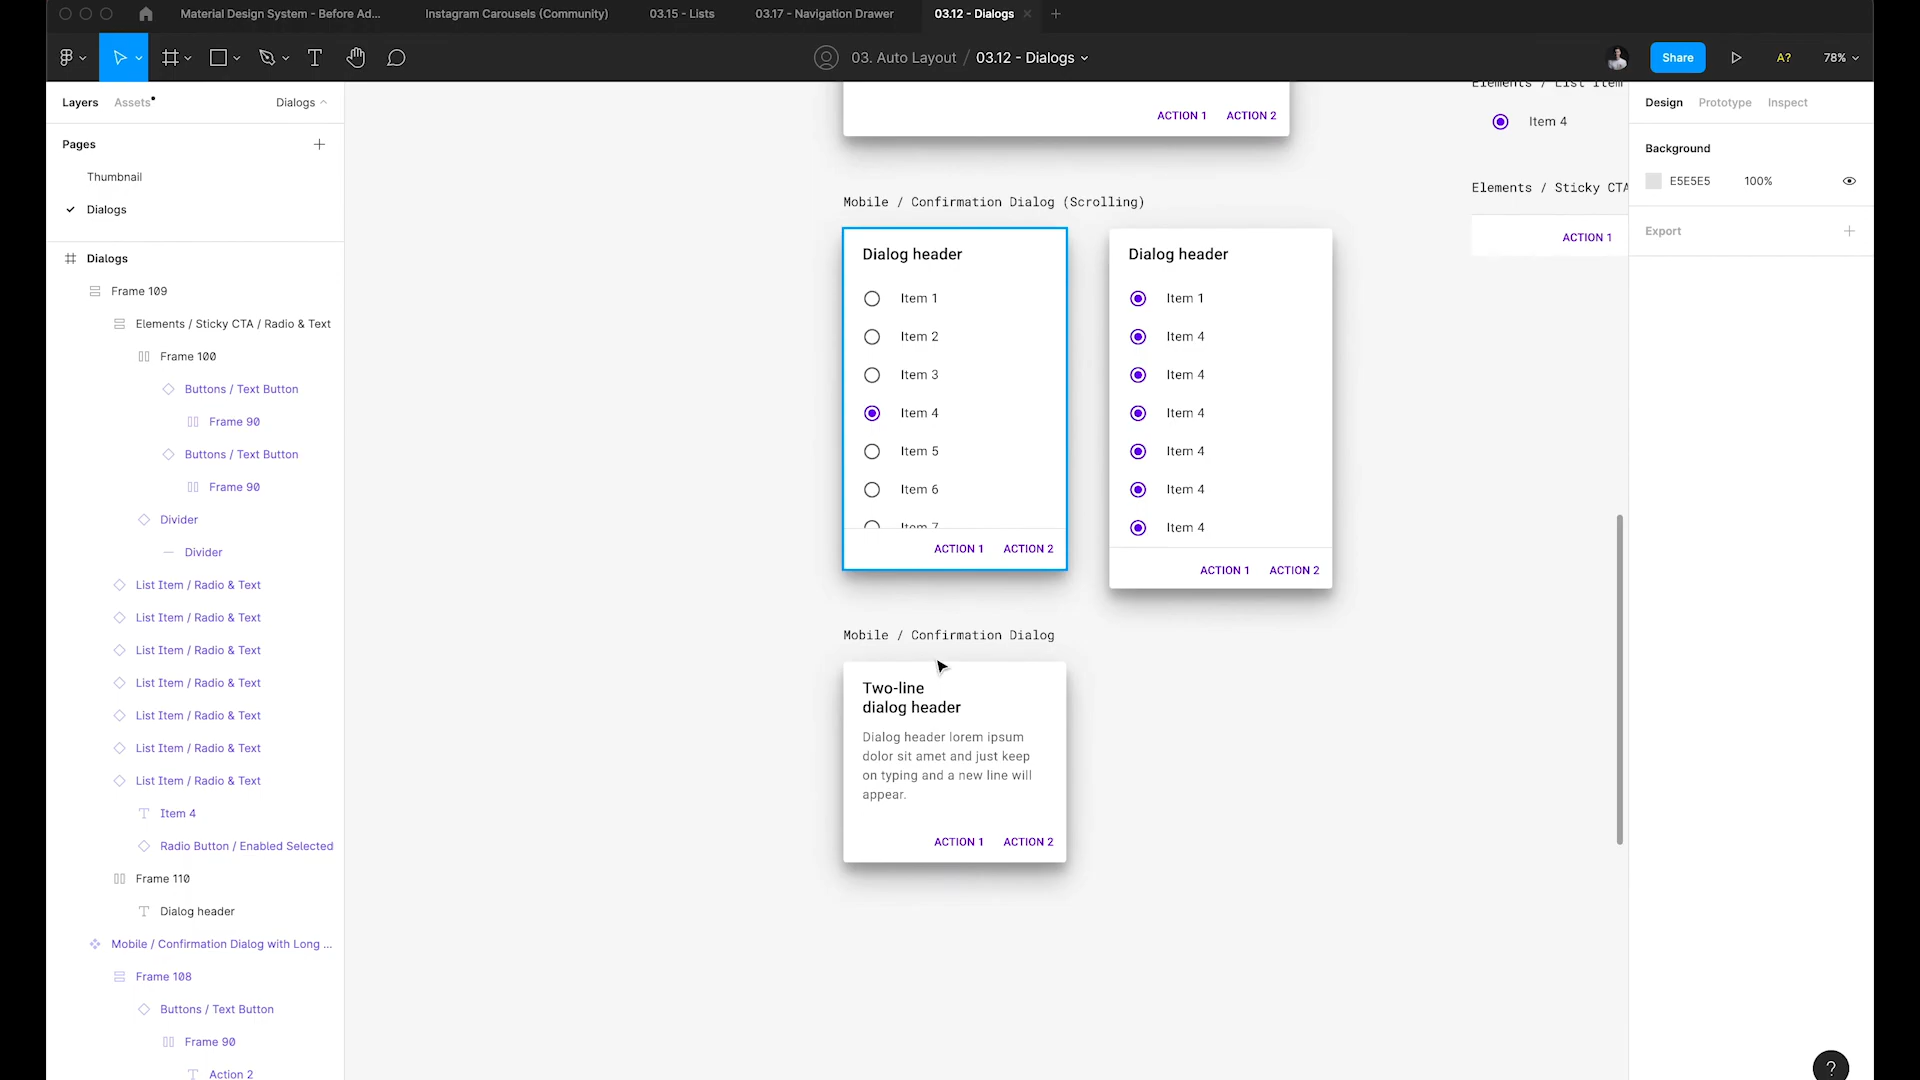 Material Design System - Before Ad...
Instagram Carousels (Community)
03.15 - Lists
03.17 - Navigation Drawer
03.12 - Dialogs
03. Auto Layout / 03.12 - Dialogs
Share
A?
78%
Layers
Assets
Dialogs
Pages
Thumbnail
Dialogs
Dialogs
Frame 109
Elements / Sticky CTA / Radio & Text
Frame 100
Buttons / Text Button
Frame 90
Buttons / Text Button
Frame 90
Divider
Divider
List Item / Radio & Text
List Item / Radio & Text
List Item / Radio & Text
List Item / Radio & Text
List Item / Radio & Text
List Item / Radio & Text
List Item / Radio & Text
Item 4
Radio Button / Enabled Selected
Frame 110
Dialog header
Mobile / Confirmation Dialog with Long ...
Frame 108
Buttons / Text Button
Frame 90
Action 2
ACTION 1 ACTION 2
Mobile / Confirmation Dialog (Scrolling)
Dialog header
Item 1
Item 2
Item 3
Item 4
Item 5
Item 6
Item 7
ACTION 1 ACTION 2
Dialog header
Item 1
Item 4
Item 4
Item 4
Item 4
Item 4
Item 4
ACTION 1 ACTION 2
Mobile / Confirmation Dialog
Two-line
dialog header
Dialog header lorem ipsum
dolor sit amet and just keep
on typing and a new line will
appear.
ACTION 1 ACTION 2
Elements / List Item
Item 4
Elements / Sticky CTA
ACTION 1
Design
Prototype
Inspect
Background
E5E5E5
100%
Export
?